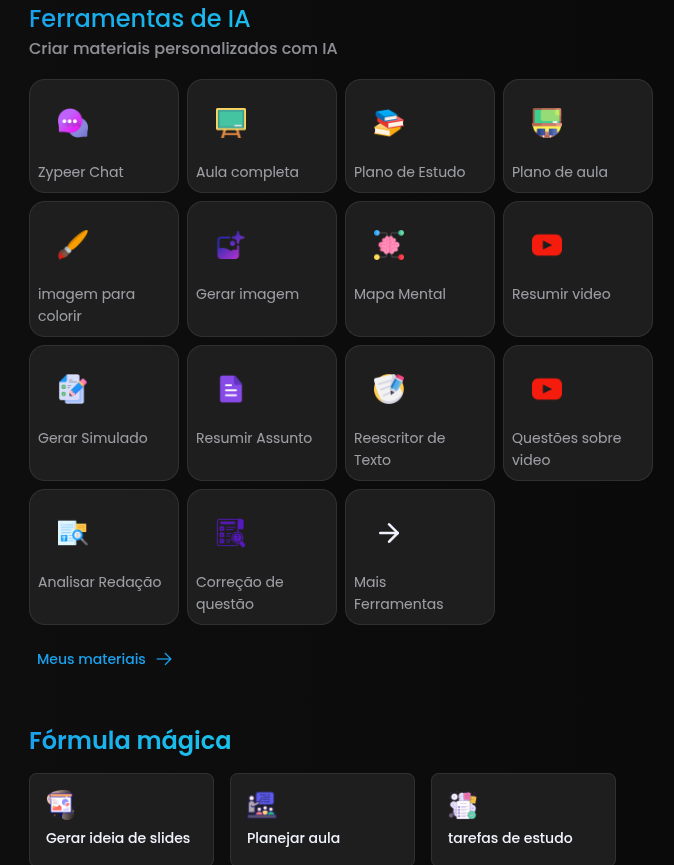 Ferramentas de IA
Criar materiais personalizados com IA
Zypeer Chat
Aula completa
Plano de Estudo
Plano de aula
imagem para
colorir
Gerar imagem
Mapa Mental
Resumir video
Gerar Simulado
Resumir Assunto
Reescritor de
Texto
Questões sobre
video
Analisar Redação
Correção de
questão
Mais
Ferramentas
Meus materiais
Fórmula mágica
Gerar ideia de slides
Planejar aula
tarefas de estudo